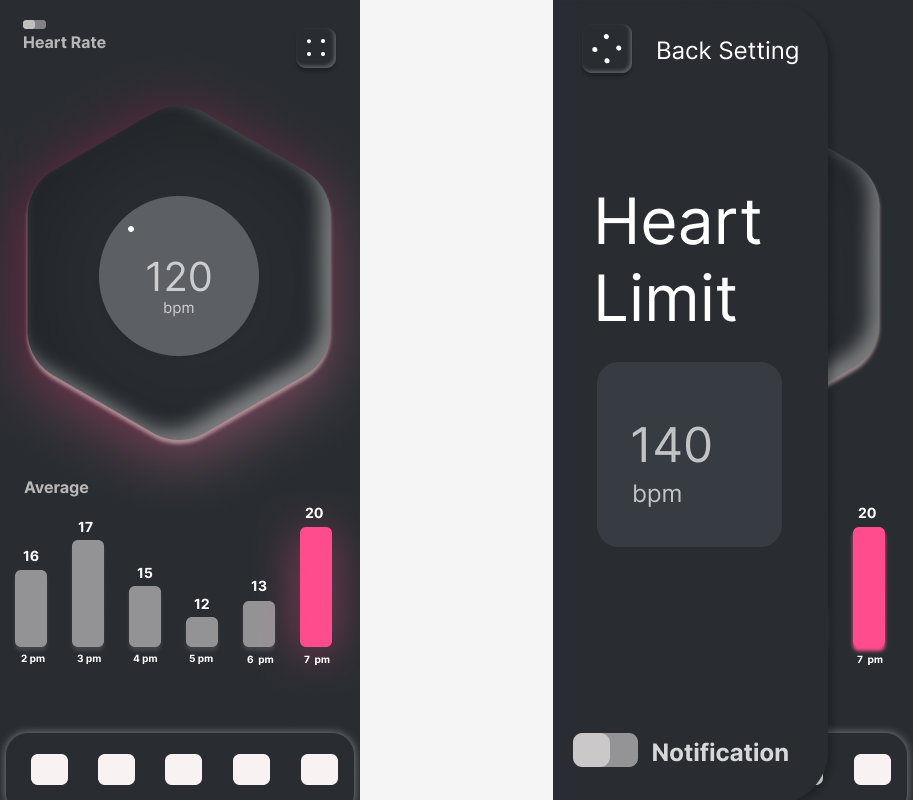 Heart Rate
120
bpm
Average
20
17
16
15
13
12
2 pm
3 pm
4 pm
5 pm
6 pm
7 pm
Back Setting
Heart
Limit
140
bpm
20
7 pm
Notification